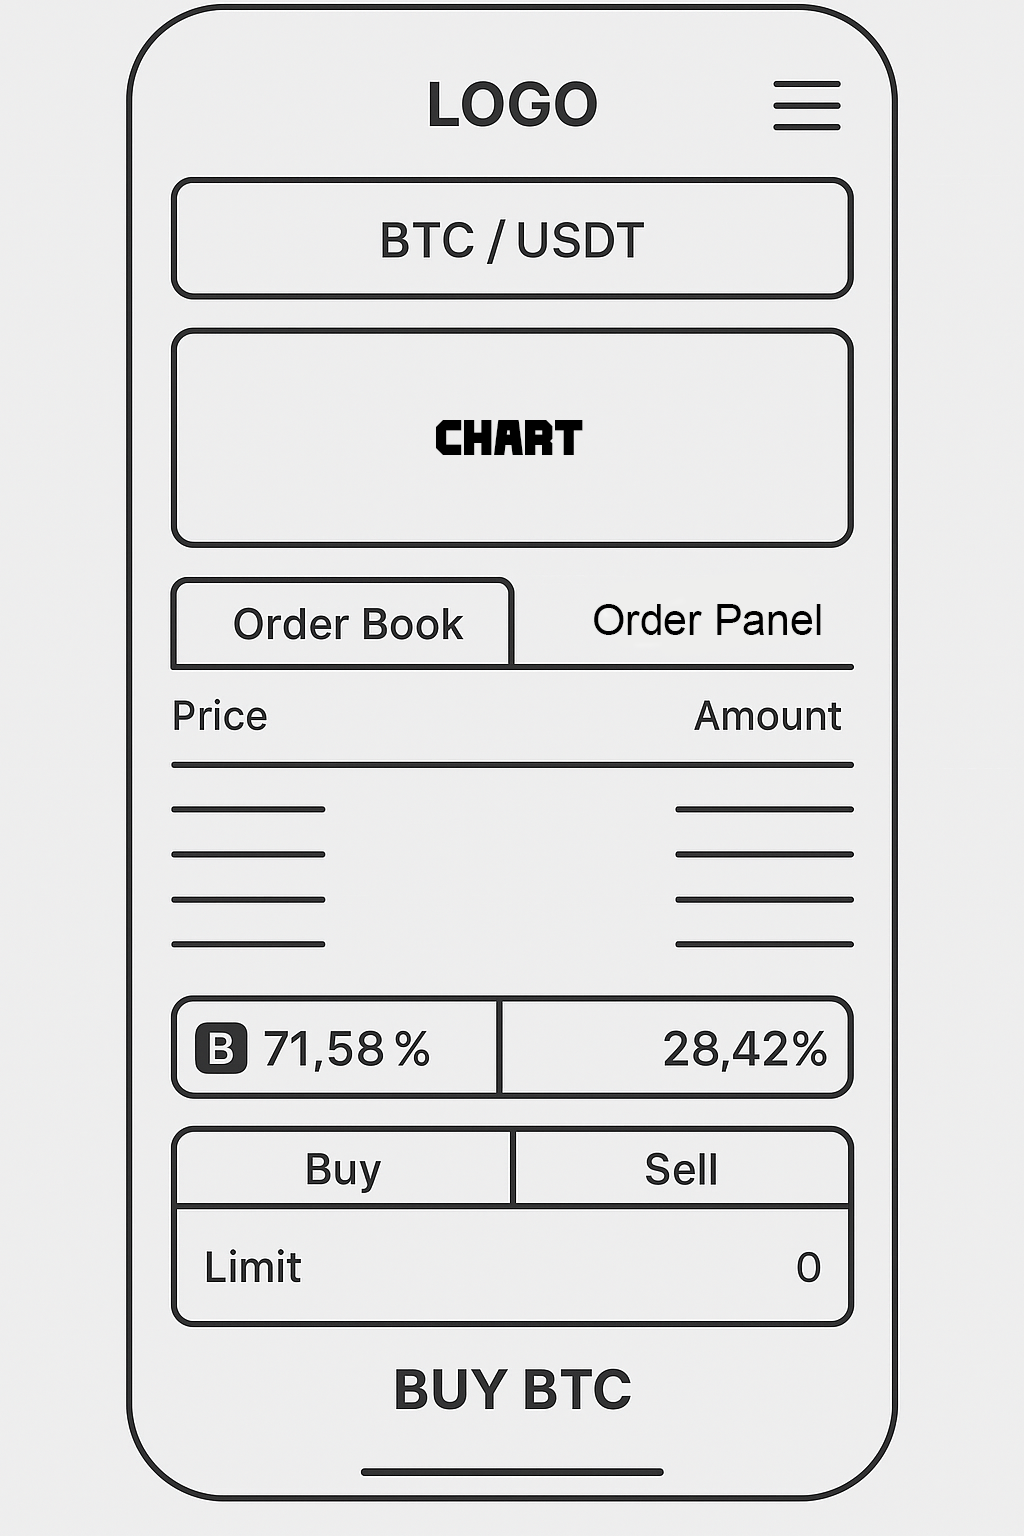 LOGO
BTC / USDT
CHART
Order Book Order Panel
Price Amount
B 71,58 % 28,42%
Buy Sell
Limit 0
BUY BTC